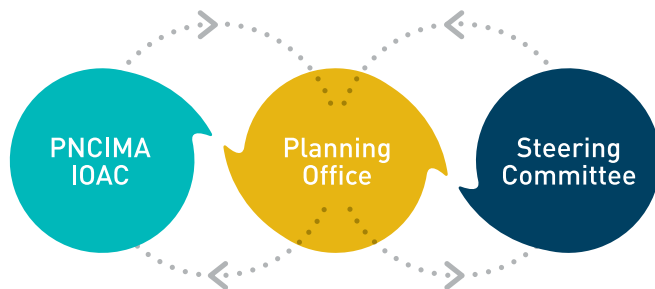 PNCIMA
IOAC
Planning
Office
Steering
Committee